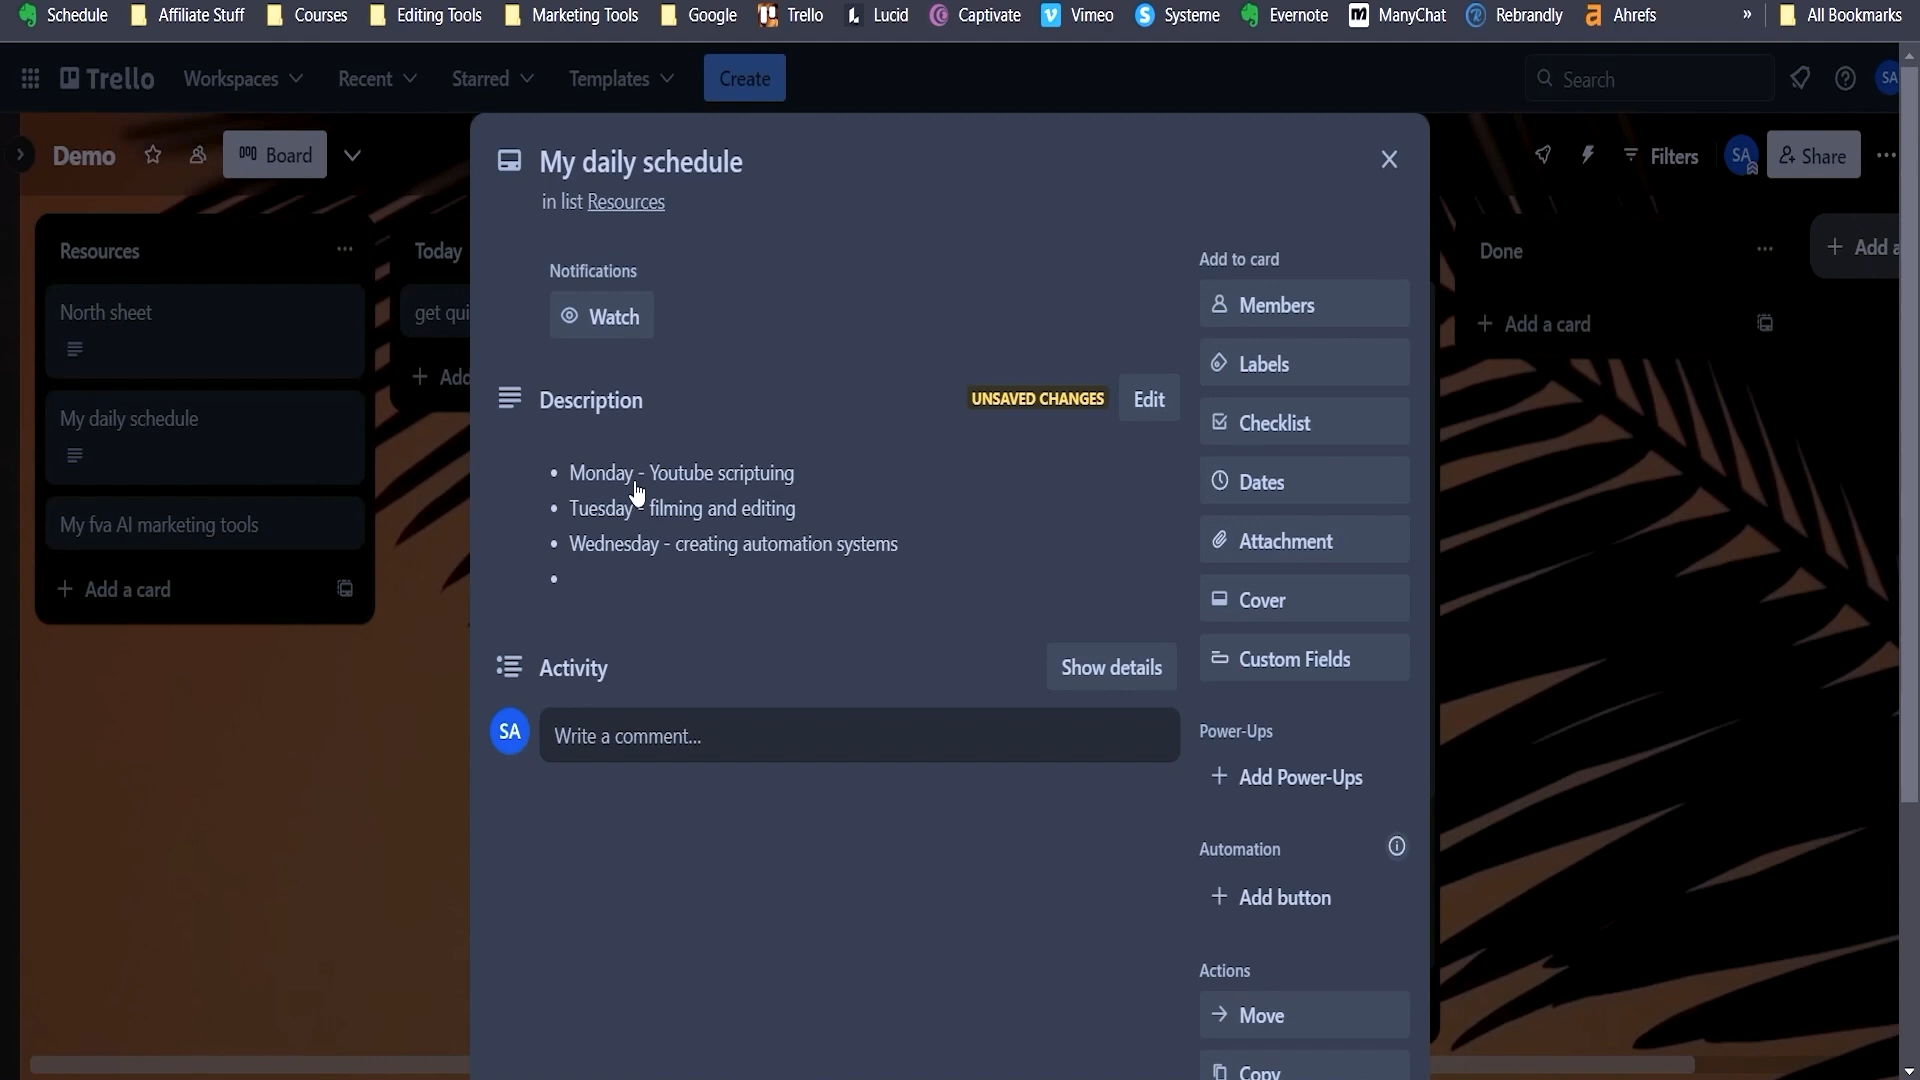 Schedule Affiliate Stuff Courses Editing Tools Marketing Tools Google Trello Lucid Captivate Vimeo Systeme Evernote ManyChat Rebrandly Ahrefs » All Bookmarks
Trello Workspaces Recent Starred Templates Create Search SA
Demo Board Filters SA Share
My daily schedule
in list Resources
Resources
North sheet
My daily schedule
My fva AI marketing tools
+ Add a card
Today
get qui
+ Add
Notifications
Watch
Description UNSAVED CHANGES Edit
• Monday - Youtube scriptuing
• Tuesday - filming and editing
• Wednesday - creating automation systems
•
Activity Show details
SA Write a comment...
Add to card
Members
Labels
Checklist
Dates
Attachment
Cover
Custom Fields
Power-Ups
+ Add Power-Ups
Automation
+ Add button
Actions
Move
Copy
Done
+ Add a card
+ Add a